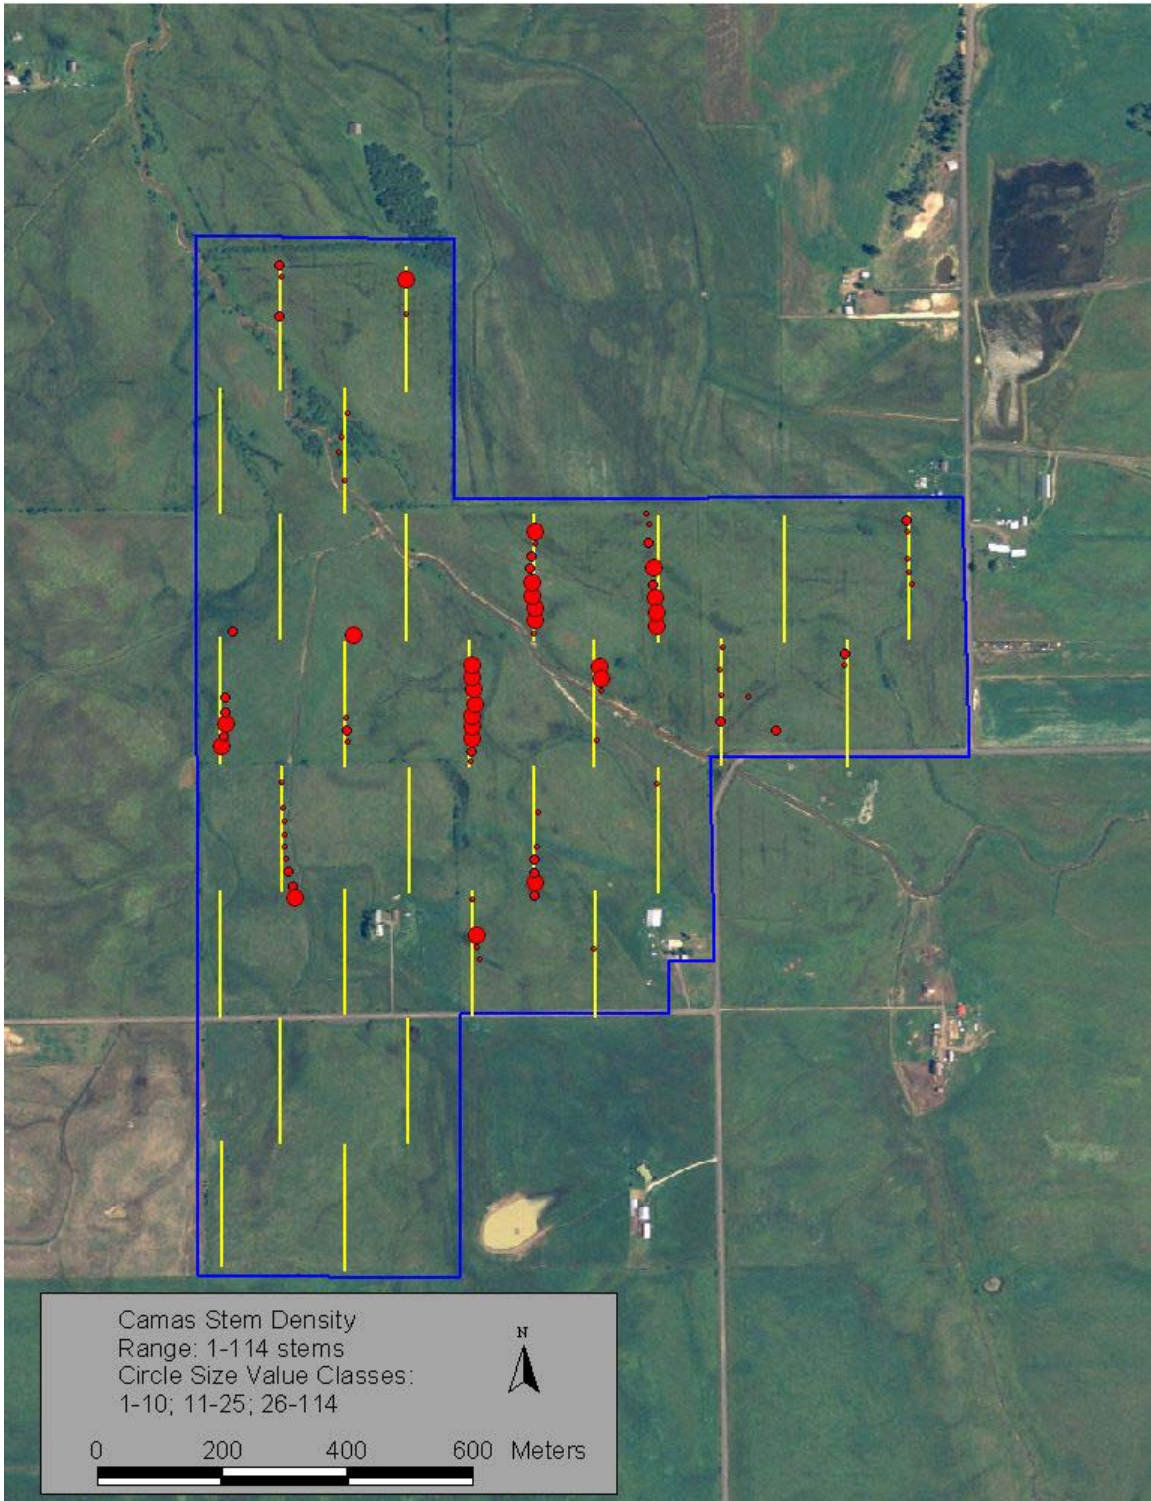 Camas Stem Density
Range: 1-114 stems
Circle Size Value Classes:
1-10; 11-25; 26-114
N
0 200 400 600 Meters